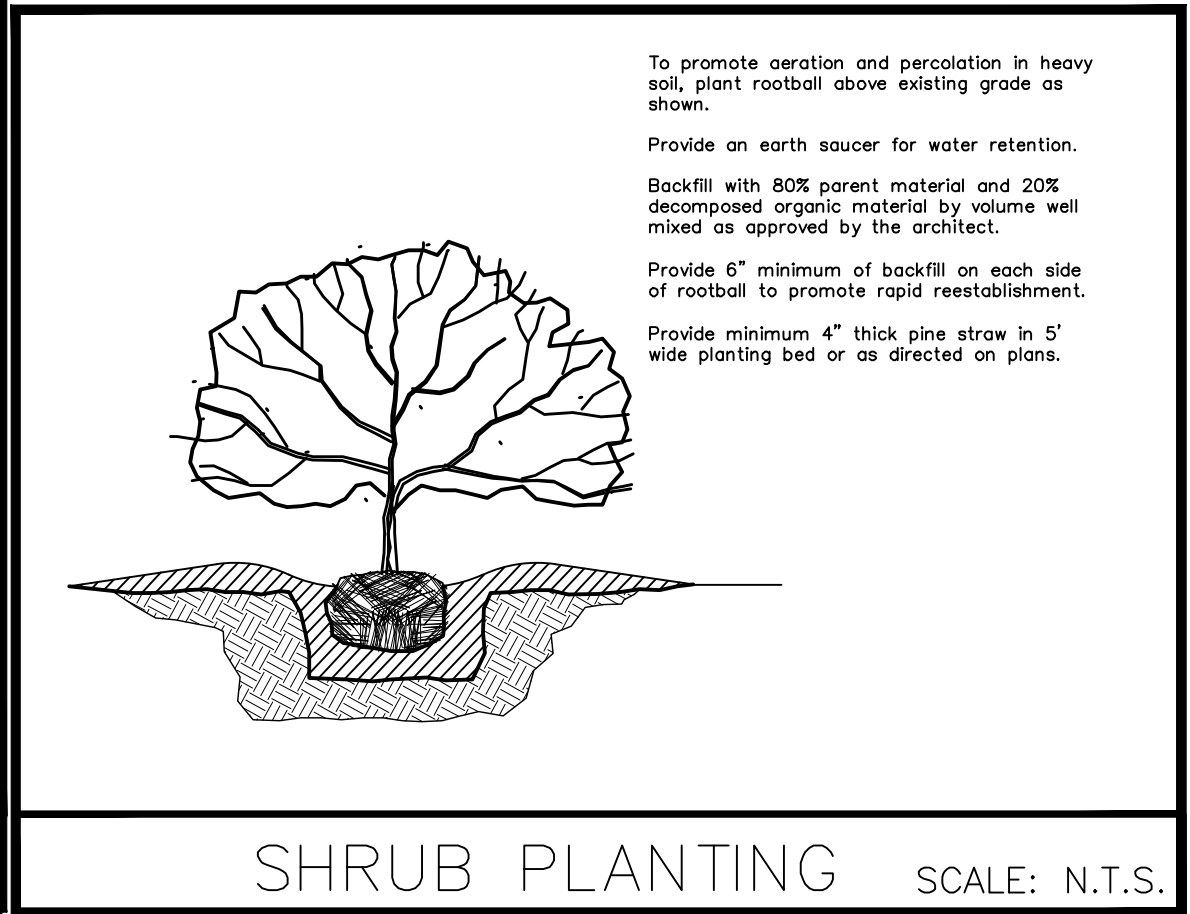 To promote aeration and percolation in heavy
soil, plant rootball above existing grade as
shown.
Provide an earth saucer for water retention.
Backfill with 80% parent material and 20%
decomposed organic material by volume well
mixed as approved by the architect.
Provide 6" minimum of backfill on each side
of rootball to promote rapid reestablishment.
Provide minimum 4" thick pine straw in 5'
wide planting bed or as directed on plans.
SHRUB PLANTING
SCALE: N.T.S.